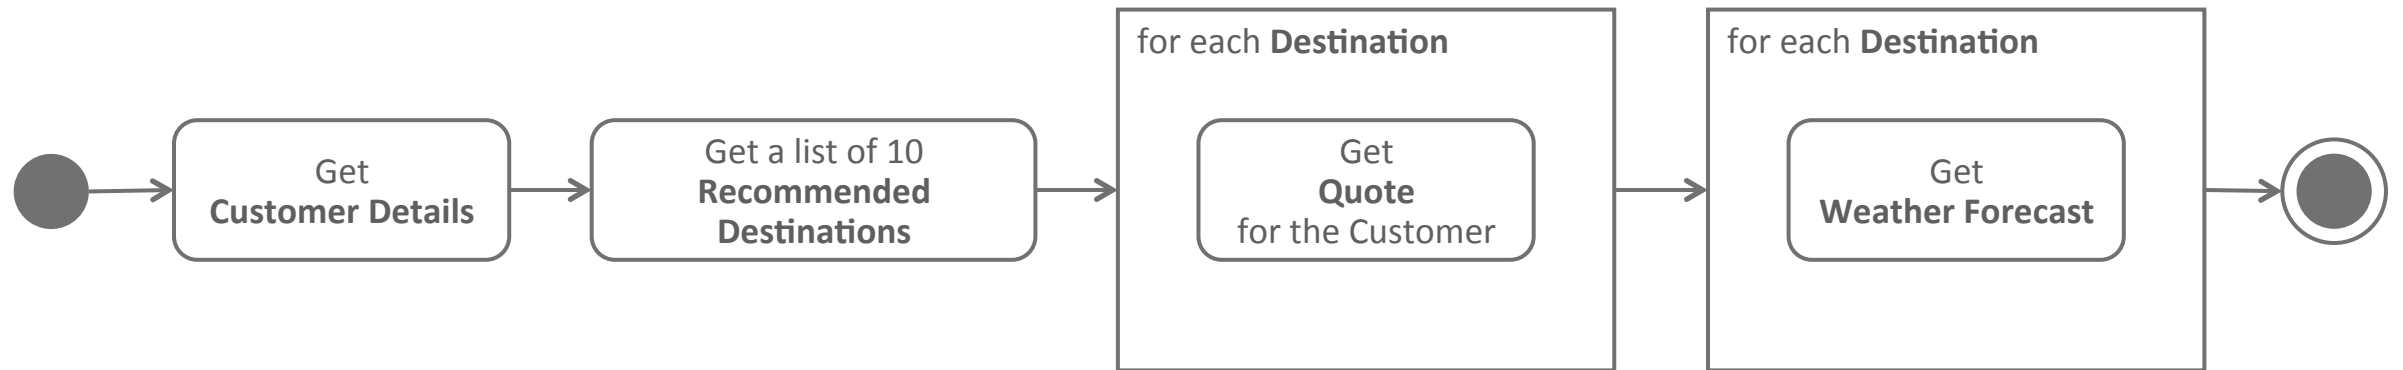 Get
Customer Details
Get a list of 10
Recommended
Destinations
for each Destination
Get
Quote
for the Customer
for each Destination
Get
Weather Forecast